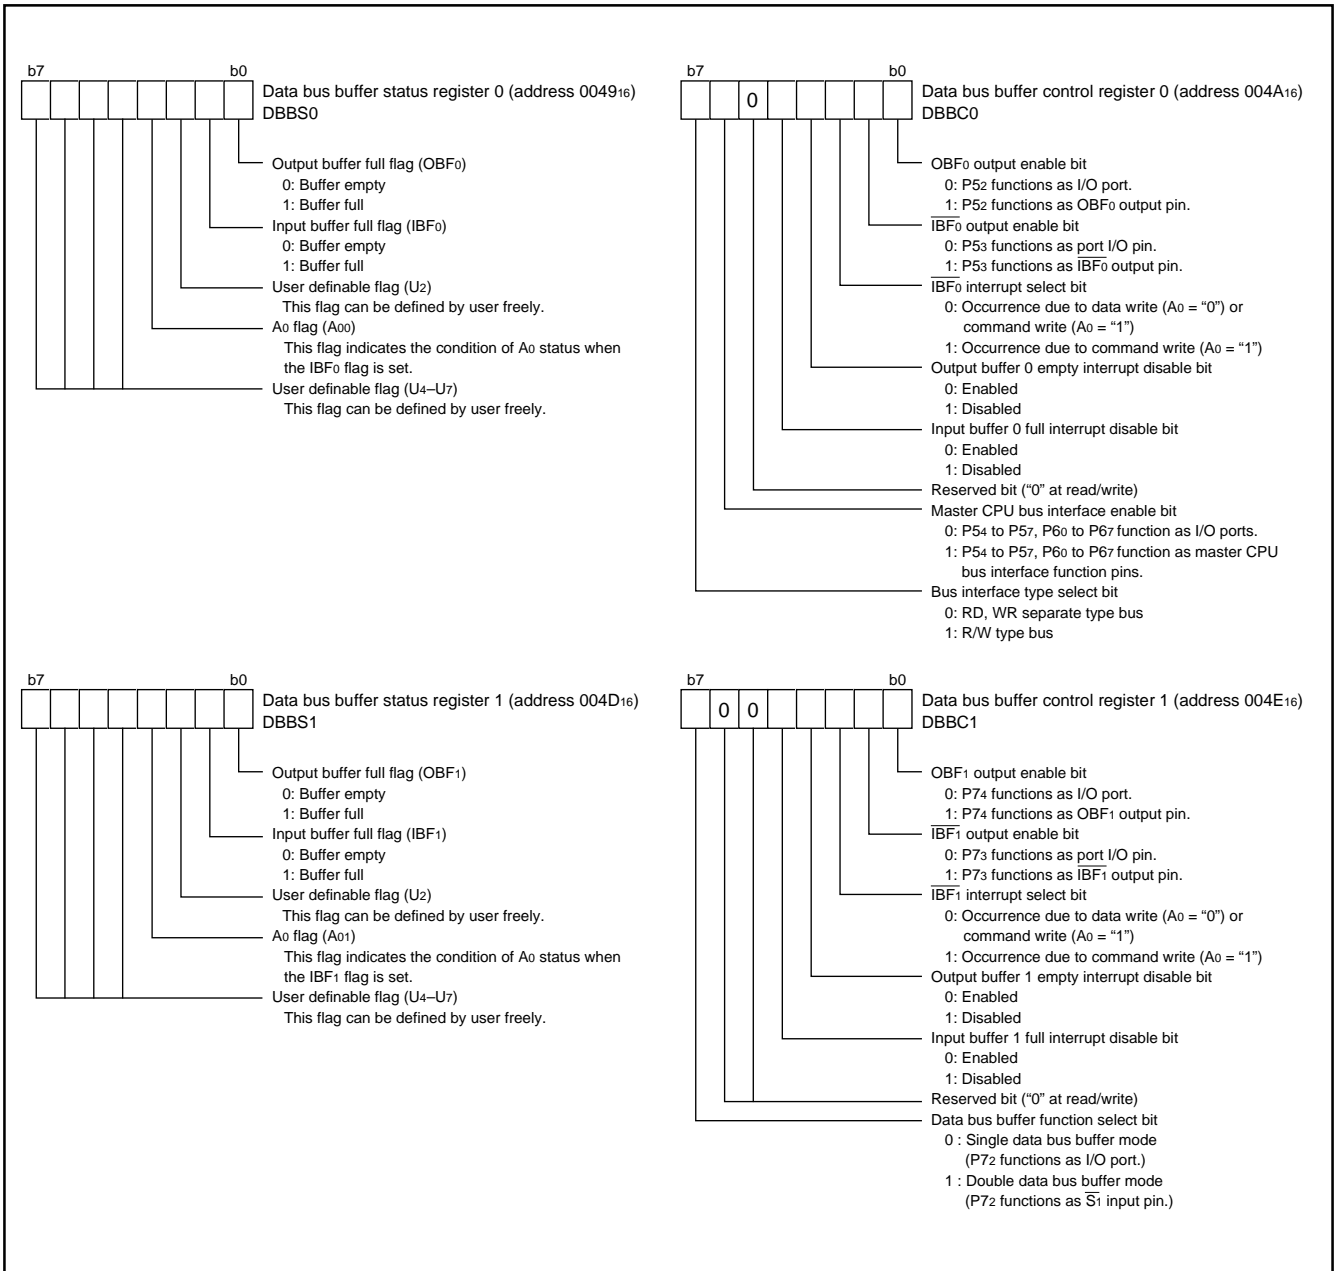 b7 b0
Data bus buffer status register 0 (address 004916)
DBBS0
Output buffer full flag (OBF0)
0: Buffer empty
1: Buffer full
Input buffer full flag (IBF0)
0: Buffer empty
1: Buffer full
User definable flag (U2)
This flag can be defined by user freely.
A0 flag (A00)
This flag indicates the condition of A0 status when
the IBF0 flag is set.
User definable flag (U4–U7)
This flag can be defined by user freely.
b7 b0
0
Data bus buffer control register 0 (address 004A16)
DBBC0
OBF0 output enable bit
0: P52 functions as I/O port.
1: P52 functions as OBF0 output pin.
IBF0 output enable bit
0: P53 functions as port I/O pin.
1: P53 functions as IBF0 output pin.
IBF0 interrupt select bit
0: Occurrence due to data write (A0 = “0”) or
command write (A0 = “1”)
1: Occurrence due to command write (A0 = “1”)
Output buffer 0 empty interrupt disable bit
0: Enabled
1: Disabled
Input buffer 0 full interrupt disable bit
0: Enabled
1: Disabled
Reserved bit (“0” at read/write)
Master CPU bus interface enable bit
0: P54 to P57, P60 to P67 function as I/O ports.
1: P54 to P57, P60 to P67 function as master CPU
bus interface function pins.
Bus interface type select bit
0: RD, WR separate type bus
1: R/W type bus
b7 b0
Data bus buffer status register 1 (address 004D16)
DBBS1
Output buffer full flag (OBF1)
0: Buffer empty
1: Buffer full
Input buffer full flag (IBF1)
0: Buffer empty
1: Buffer full
User definable flag (U2)
This flag can be defined by user freely.
A0 flag (A01)
This flag indicates the condition of A0 status when
the IBF1 flag is set.
User definable flag (U4–U7)
This flag can be defined by user freely.
b7 b0
0 0
Data bus buffer control register 1 (address 004E16)
DBBC1
OBF1 output enable bit
0: P74 functions as I/O port.
1: P74 functions as OBF1 output pin.
IBF1 output enable bit
0: P73 functions as port I/O pin.
1: P73 functions as IBF1 output pin.
IBF1 interrupt select bit
0: Occurrence due to data write (A0 = “0”) or
command write (A0 = “1”)
1: Occurrence due to command write (A0 = “1”)
Output buffer 1 empty interrupt disable bit
0: Enabled
1: Disabled
Input buffer 1 full interrupt disable bit
0: Enabled
1: Disabled
Reserved bit (“0” at read/write)
Data bus buffer function select bit
0 : Single data bus buffer mode
(P72 functions as I/O port.)
1 : Double data bus buffer mode
(P72 functions as S1 input pin.)